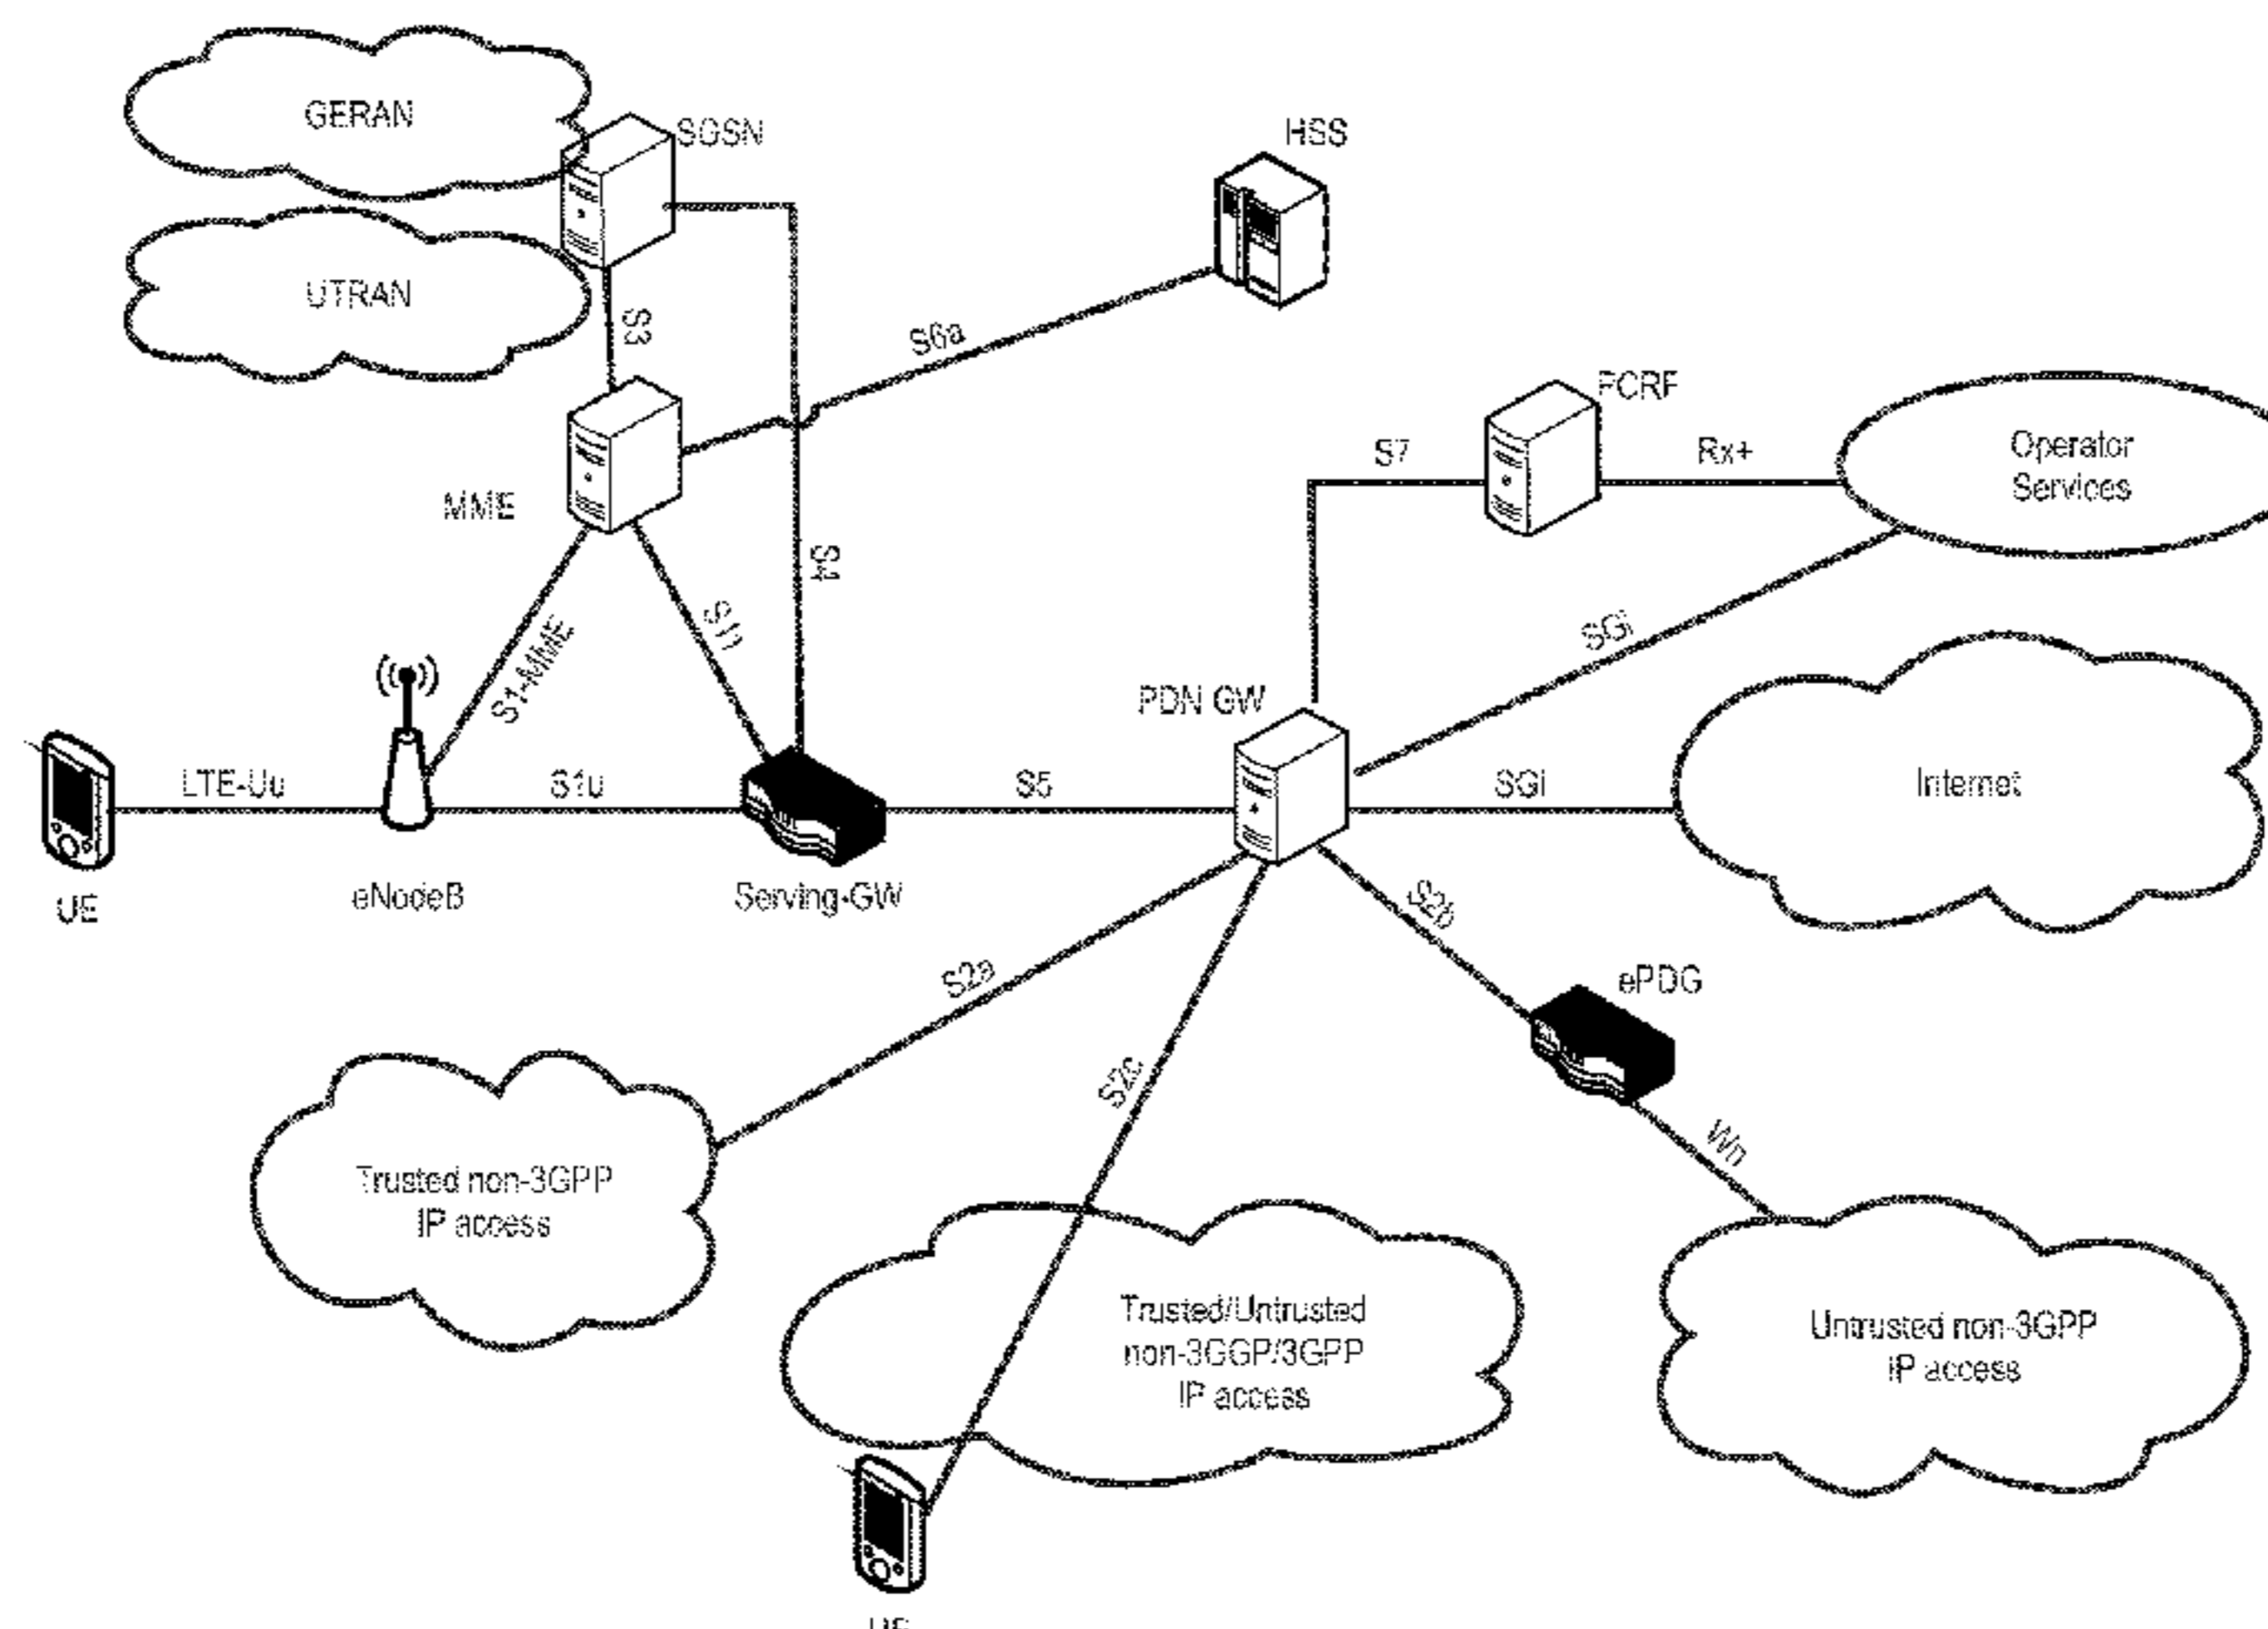 GERAN
SGSN
HSS
UTRAN
S3
S6a
PCRF
S7
Rx+
Operator
Services
MME
S4
S1-MME
S11
SGi
PDN GW
LTE-Uu
S1u
S5
SGi
Internet
UE
eNodeB
Serving-GW
S2b
S2a
ePDG
S2c
Wn
Trusted non-3GPP
IP access
Trusted/Untrusted
non-3GGP/3GPP
IP access
Untrusted non-3GPP
IP access